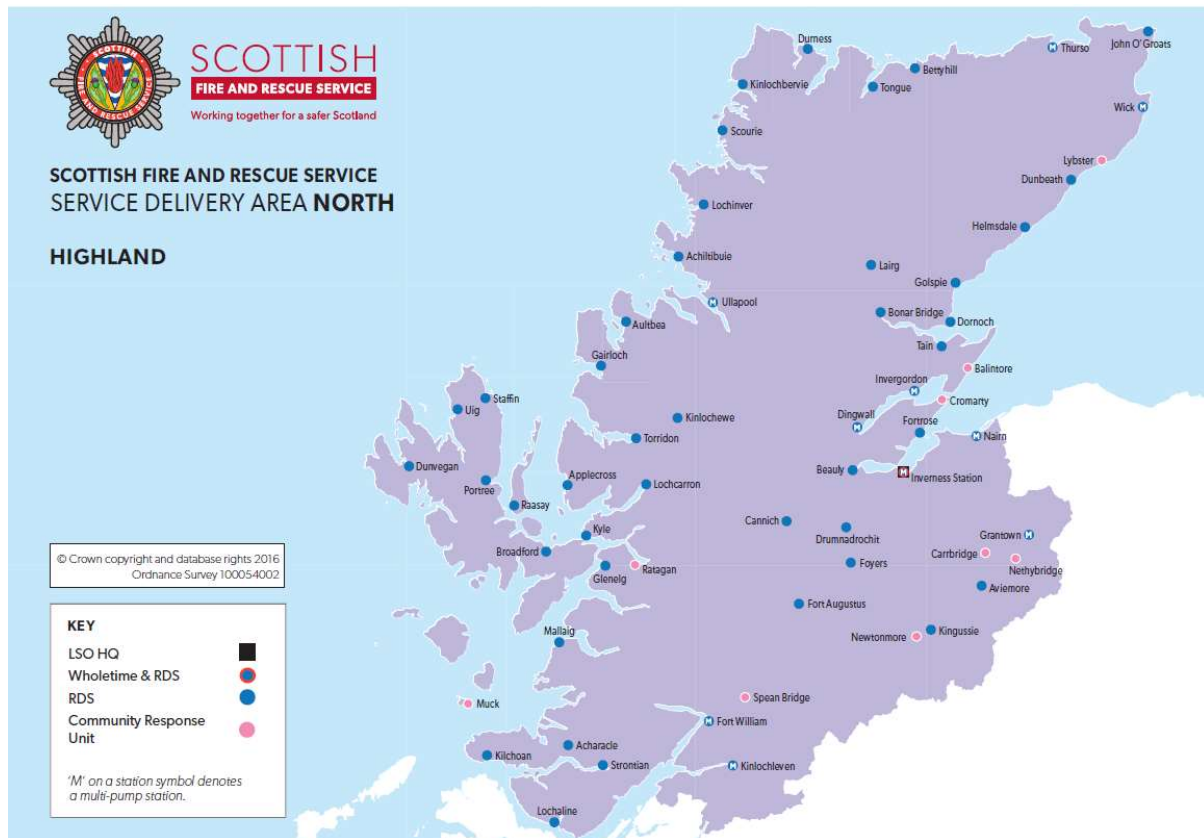 SCOTTISH
FIRE AND RESCUE SERVICE
SCOTTISH
FIRE AND RESCUE SERVICE
Working together for a safer Scotland
SCOTTISH FIRE AND RESCUE SERVICE
SERVICE DELIVERY AREA NORTH
HIGHLAND
Durness
Thurso
John O'Groats
Bettyhill
Kinlochbervie
Tongue
Wick
Scourie
Lybster
Dunbeath
Lochinver
Helmsdale
Achiltibuie
Lairg
Golspie
Ullapool
Bonar Bridge
Aultbea
Dornoch
Tain
Gairloch
Balintore
Invergordon
Staffin
Cromarty
Uig
Kinlochewe
Dingwall
Fortrose
Torridon
Nairn
Dunvegan
Applecross
Beauly
Inverness Station
Portree
Lochcarron
Raasay
Cannich
Kyle
Drumnadrochit
Grantown
Broadford
Carrbridge
Glenelg
Ratagan
Foyers
Nethybridge
Aviemore
Fort Augustus
Mallaig
Newtonmore
Kingussie
Muck
Spean Bridge
Fort William
Acharacle
Kilchoan
Strontian
Kinlochleven
Lochaline
© Crown copyright and database rights 2016
Ordnance Survey 100054002
KEY
LSO HQ
Wholetime & RDS
RDS
Community Response
Unit
'M' on a station symbol denotes
a multi-pump station.
M
M
M
M
M
M
M
M
M
M